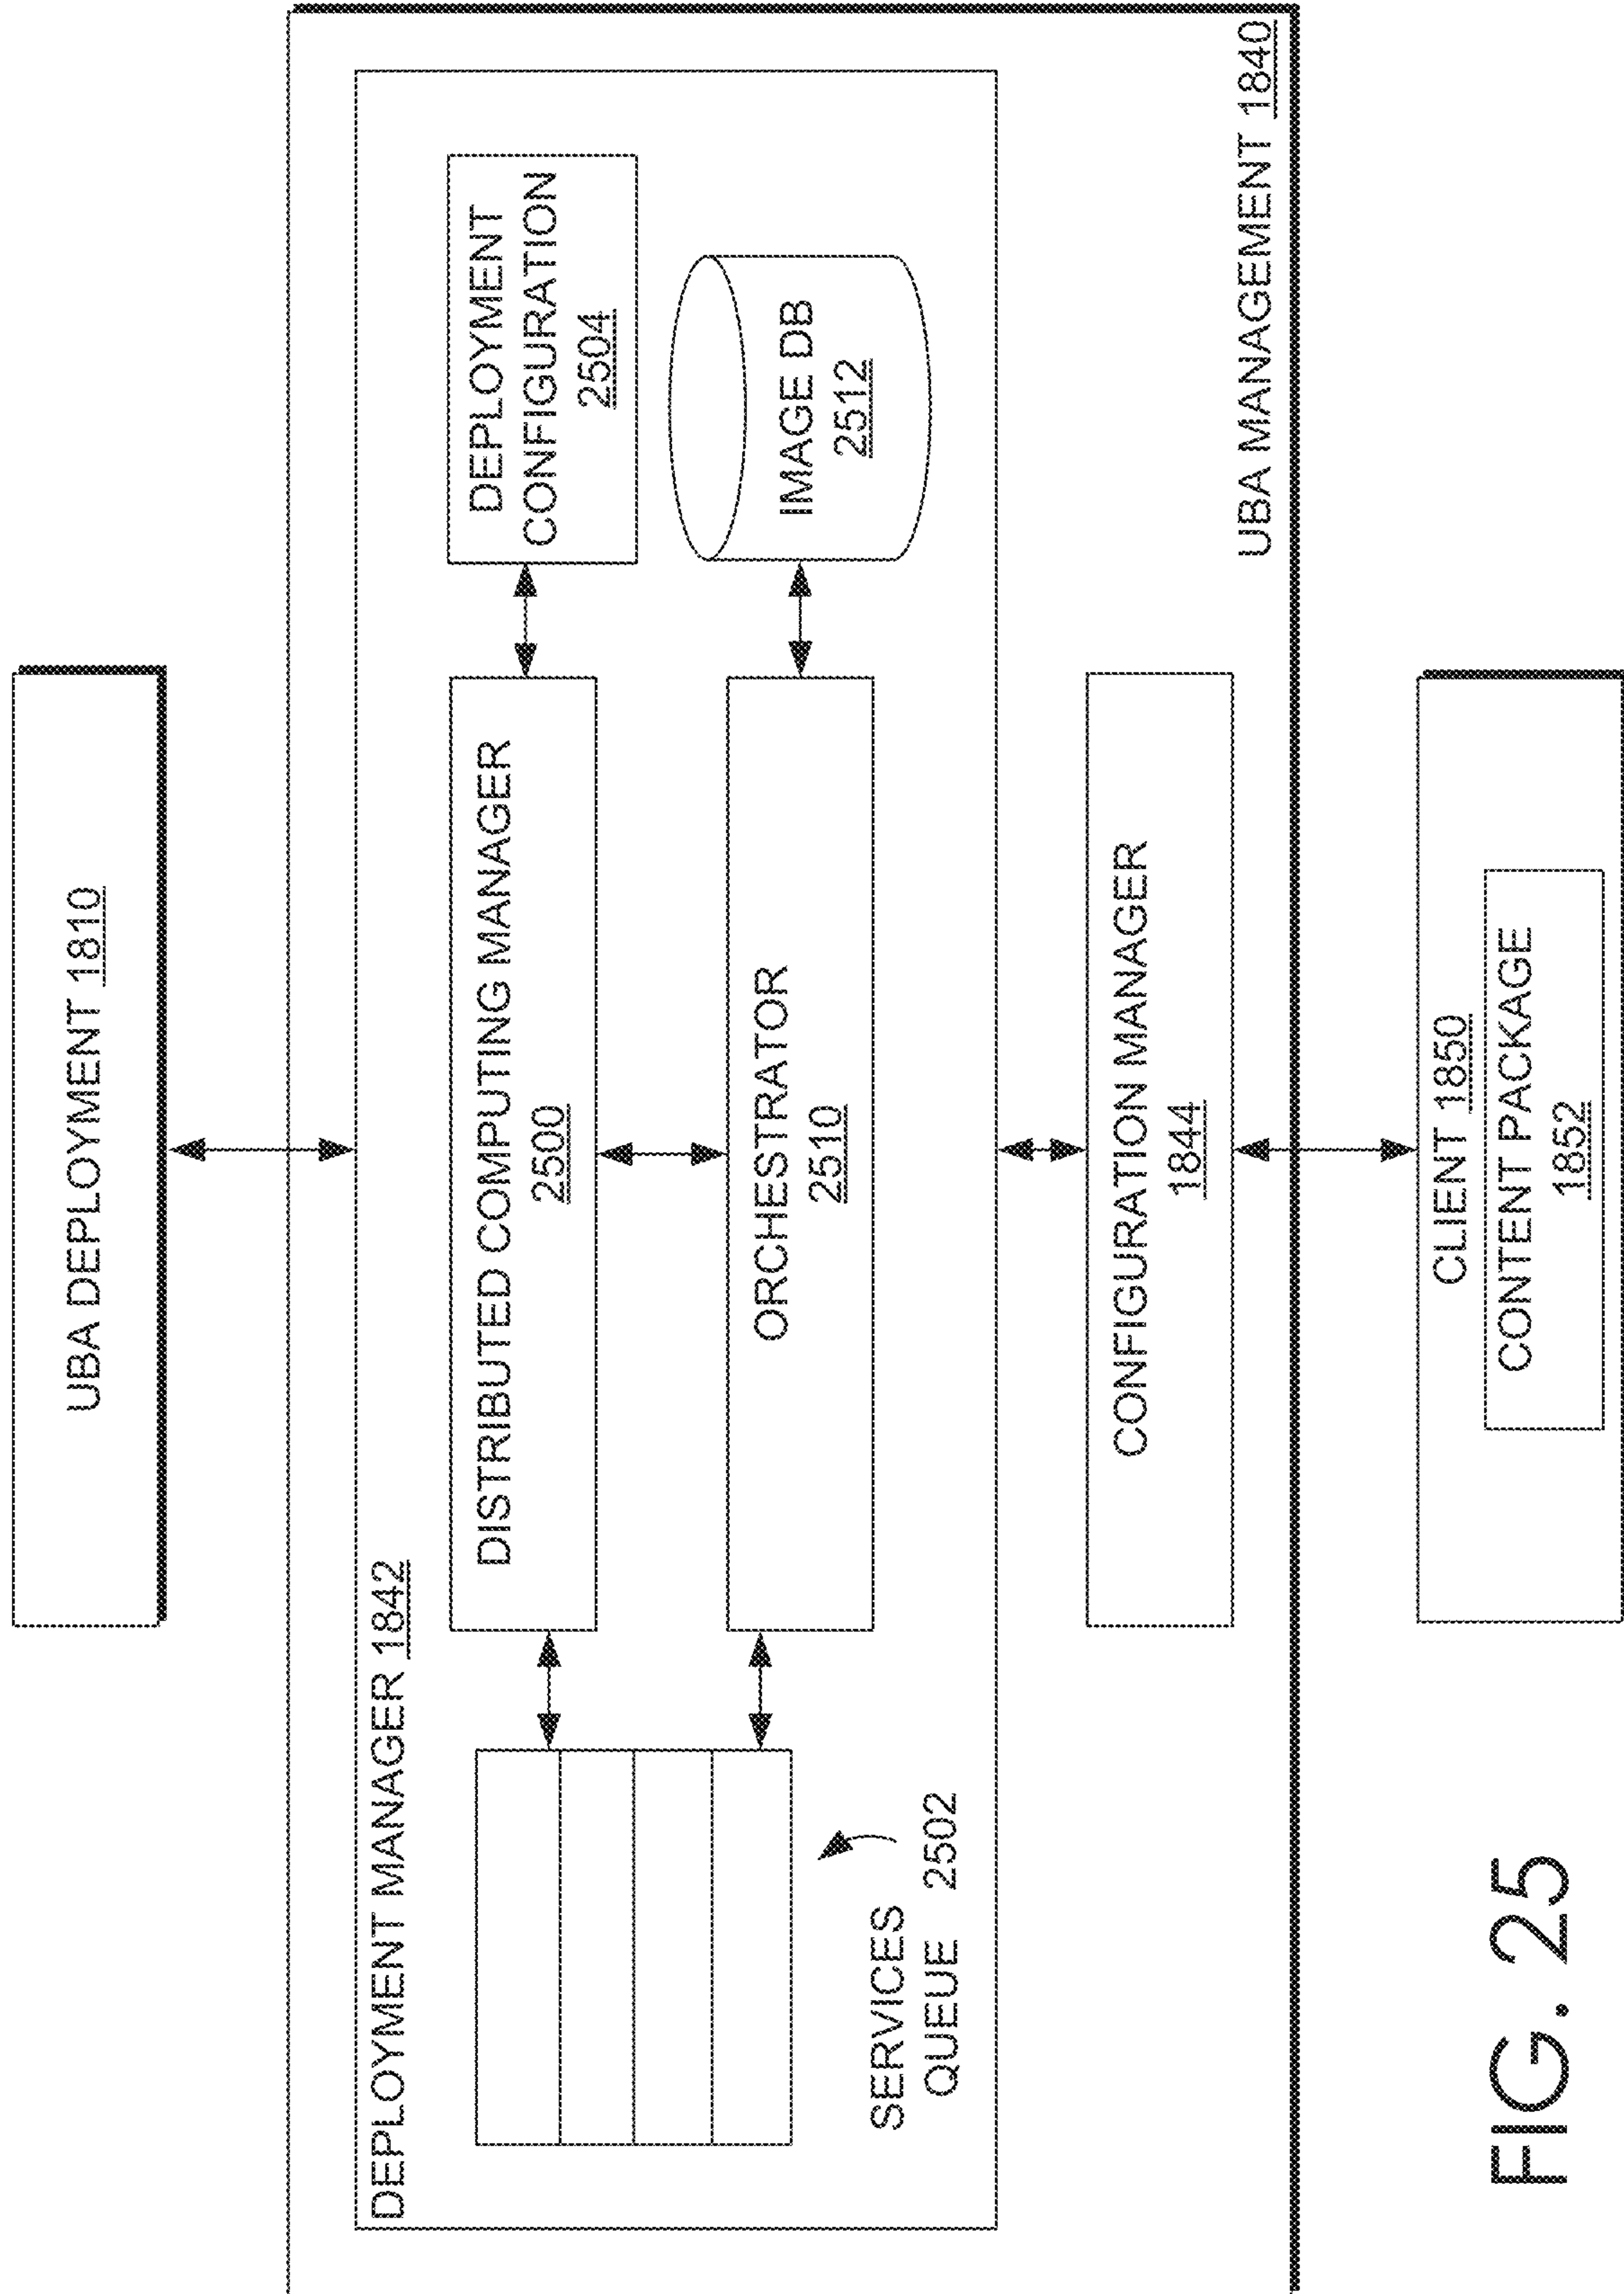 UBA DEPLOYMENT 1810
DEPLOYMENT MANAGER 1842
DISTRIBUTED COMPUTING MANAGER
2500
DEPLOYMENT
CONFIGURATION
2504
ORCHESTRATOR
2510
IMAGE DB
2512
SERVICES
QUEUE 2502
CONFIGURATION MANAGER
1844
UBA MANAGEMENT 1840
CLIENT 1850
CONTENT PACKAGE
1852
FIG. 25